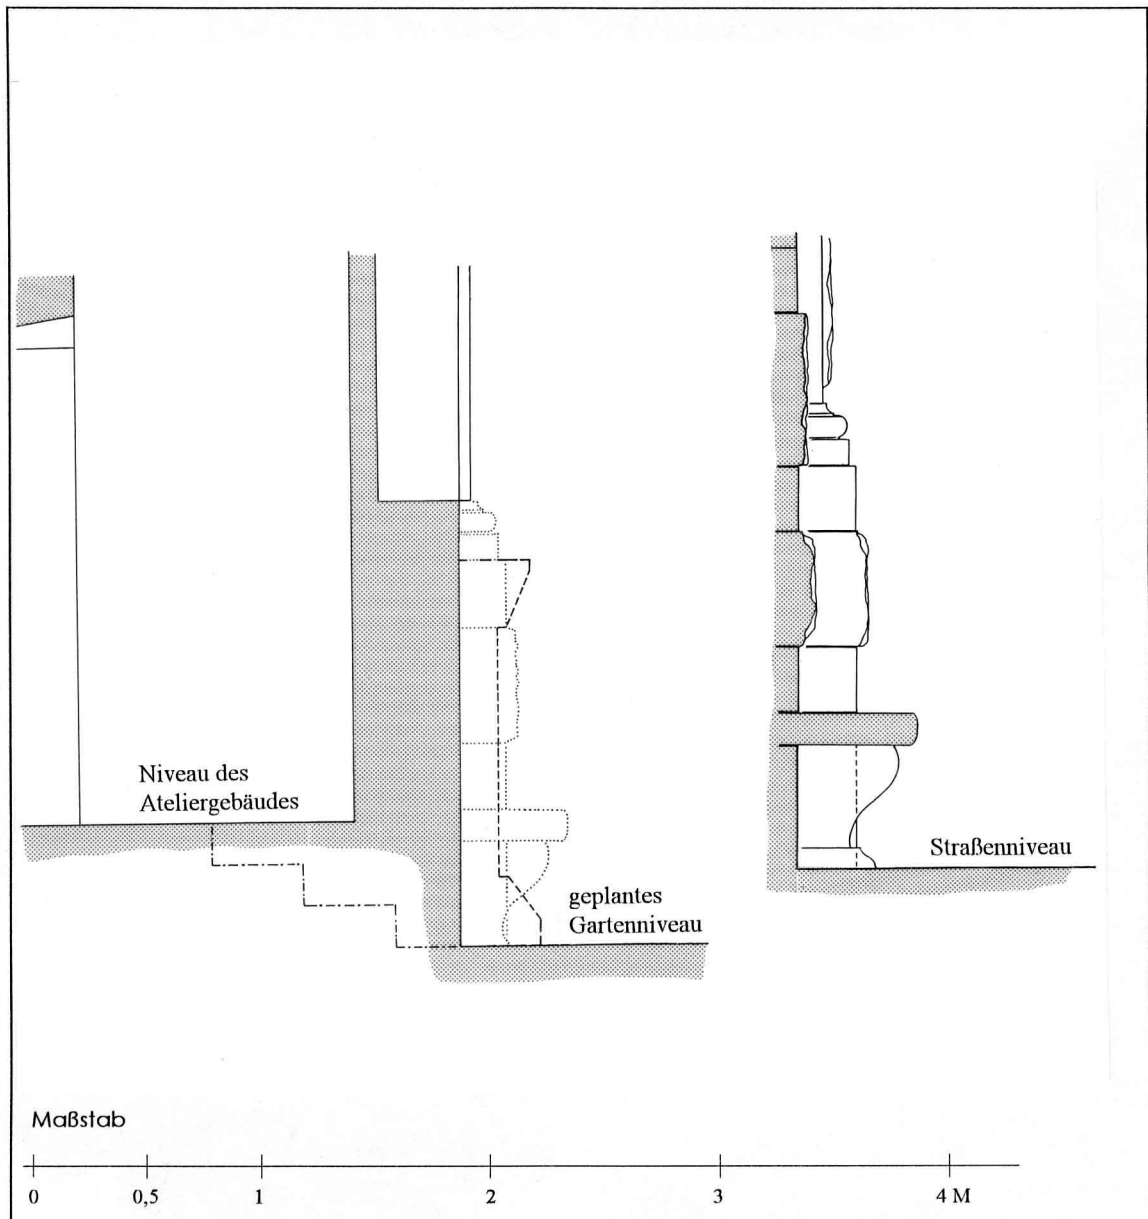 Niveau des
Ateliergebäudes
Straßenniveau
geplantes
Gartenniveau
Maßstab
0 0,5 1 2 3 4 M